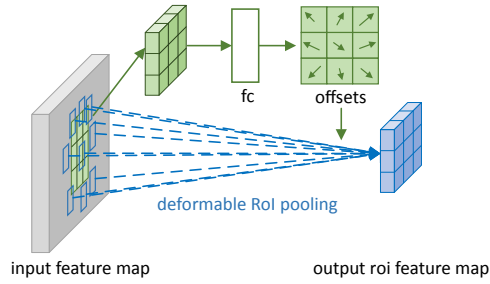 fc
offsets
deformable RoI pooling
input feature map
output roi feature map